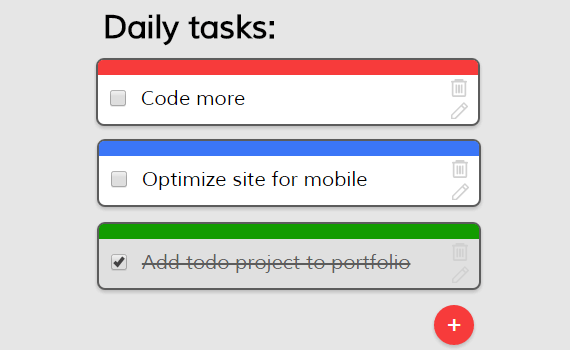 Daily tasks:
Code more
Optimize site for mobile
Add todo project to portfolio
+